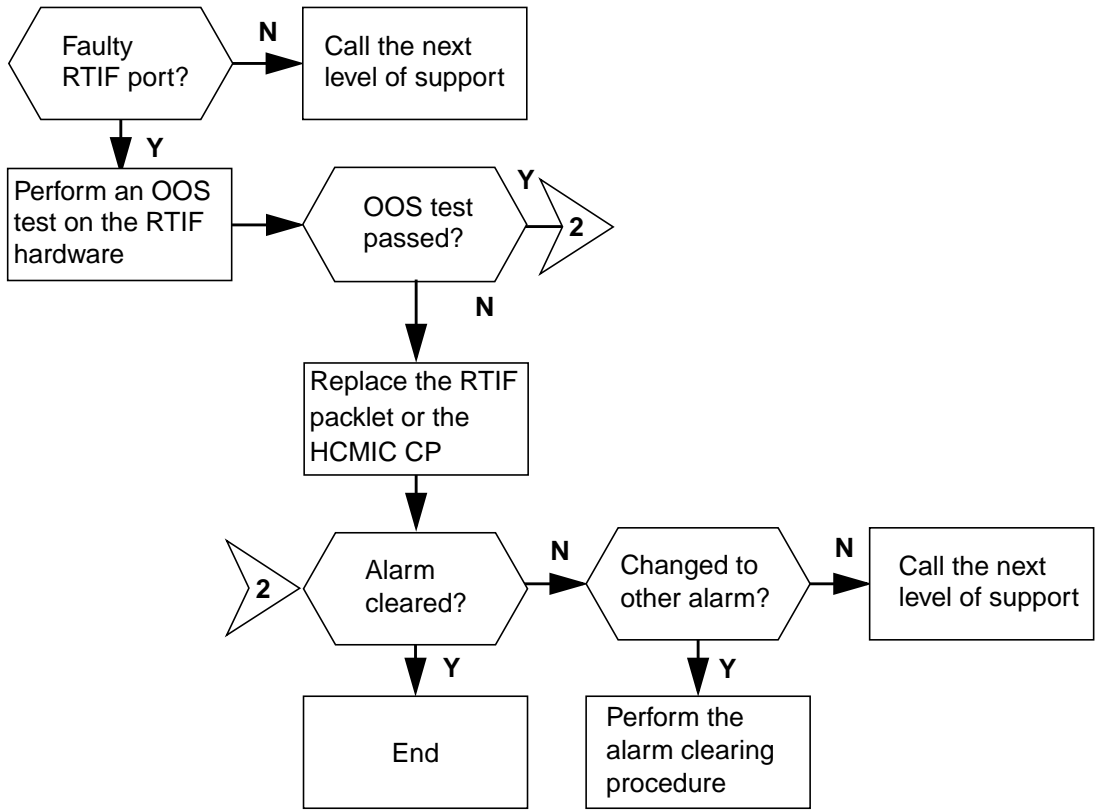 Faulty
RTIF port?
N
Call the next
level of support
Y
Perform an OOS
test on the RTIF
hardware
OOS test
passed?
Y
2
N
Replace the RTIF
packlet or the
HCMIC CP
2
Alarm
cleared?
N
Changed to
other alarm?
N
Call the next
level of support
Y
End
Y
Perform the
alarm clearing
procedure